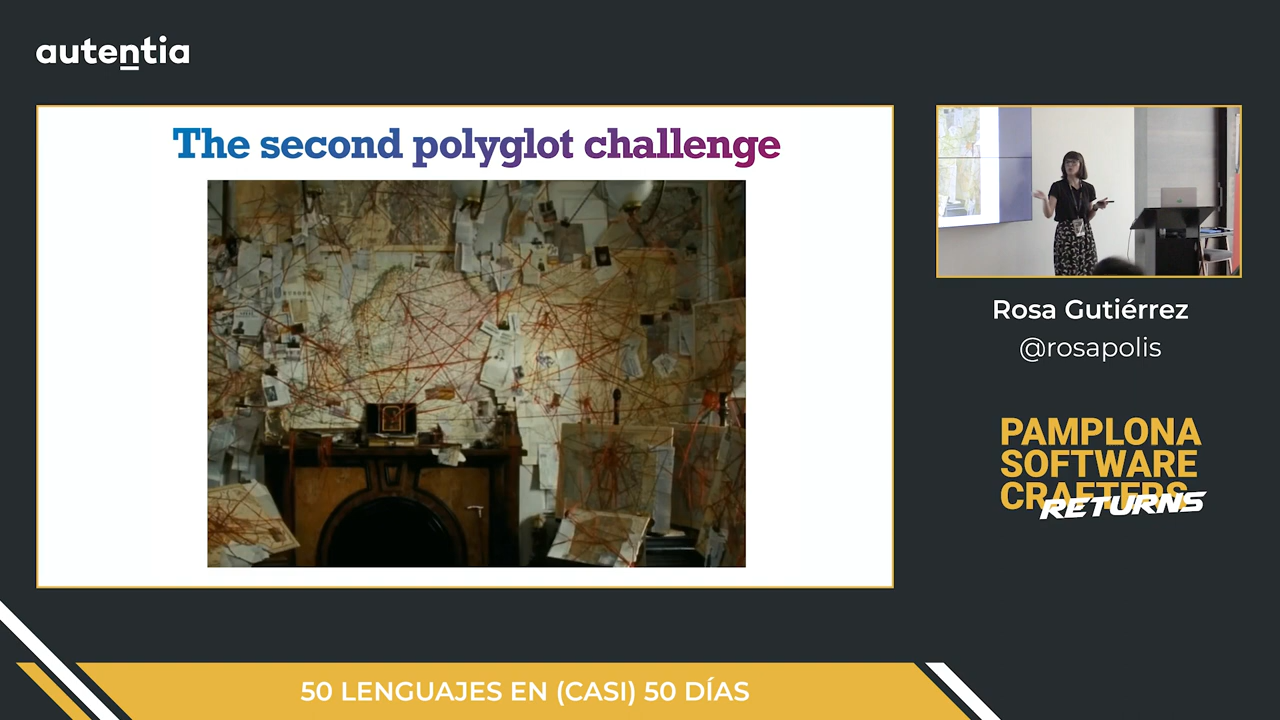 autentia
The second polyglot challenge
Rosa Gutiérrez
@rosapolis
PAMPLONA
SOFTWARE
CRAFTERS
RETURNS
50 LENGUAJES EN (CASI) 50 DÍAS